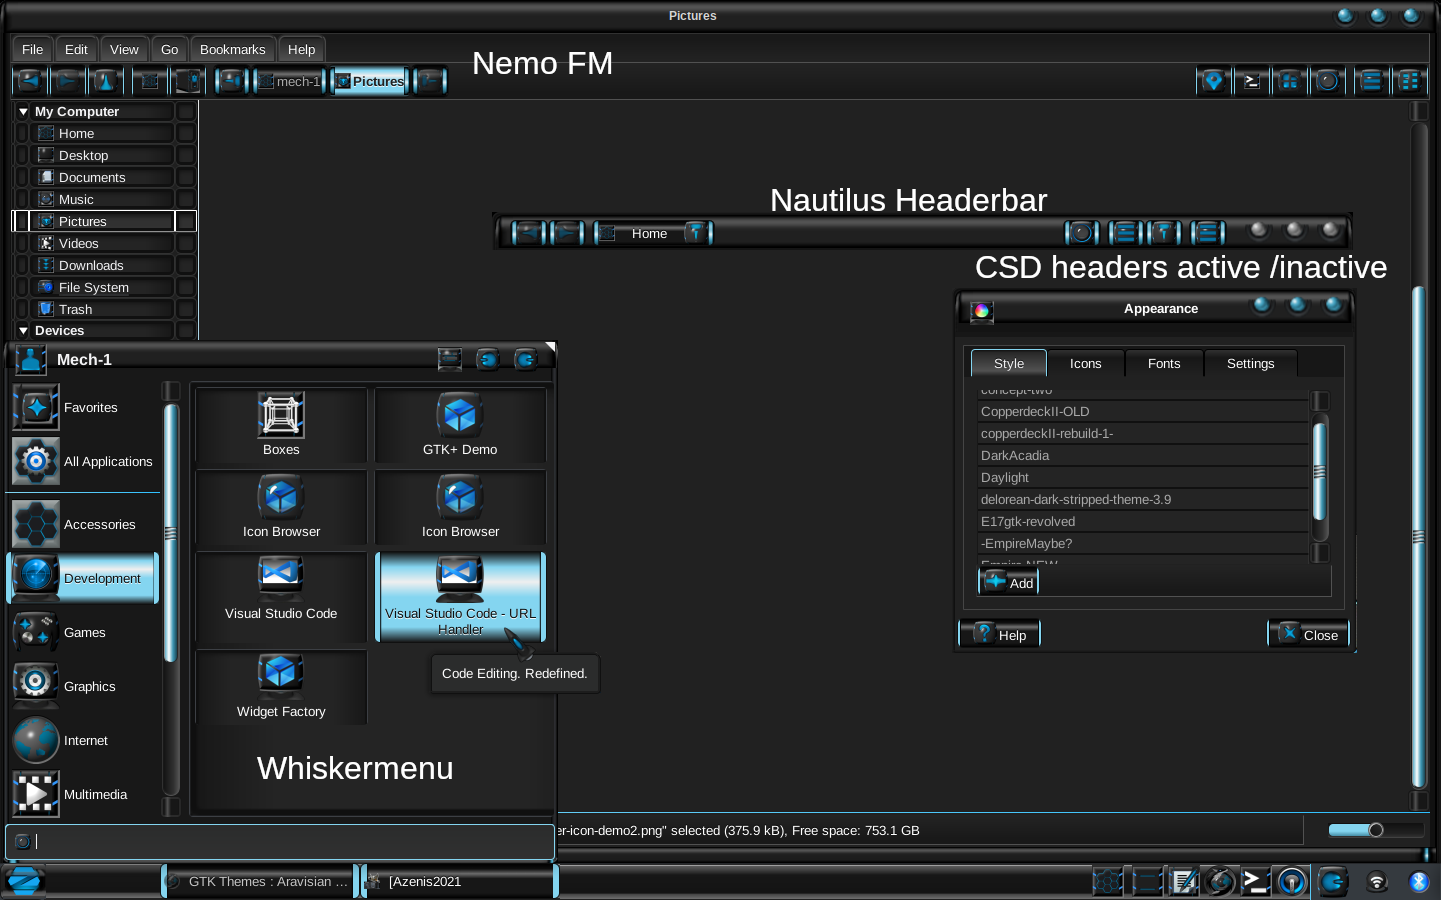 Pictures
File Edit View Go Bookmarks Help
Nemo FM
mech-1 Pictures
My Computer
Home
Desktop
Documents
Music
Pictures
Videos
Downloads
File System
Trash
Devices
Nautilus Headerbar
Home
CSD headers active /inactive
Appearance
Style Icons Fonts Settings
concept-two
CopperdeckII-OLD
copperdeckII-rebuild-1-
DarkAcadia
Daylight
delorean-dark-stripped-theme-3.9
E17gtk-revolved
-EmpireMaybe?
Empire-NEW
Add
Help Close
Mech-1
Favorites
All Applications
Accessories
Development
Games
Graphics
Internet
Multimedia
Boxes
GTK+ Demo
Icon Browser
Icon Browser
Visual Studio Code
Visual Studio Code - URL
Handler
Code Editing. Redefined.
Widget Factory
Whiskermenu
er-icon-demo2.png" selected (375.9 kB), Free space: 753.1 GB
GTK Themes : Aravisian ...
[Azenis2021